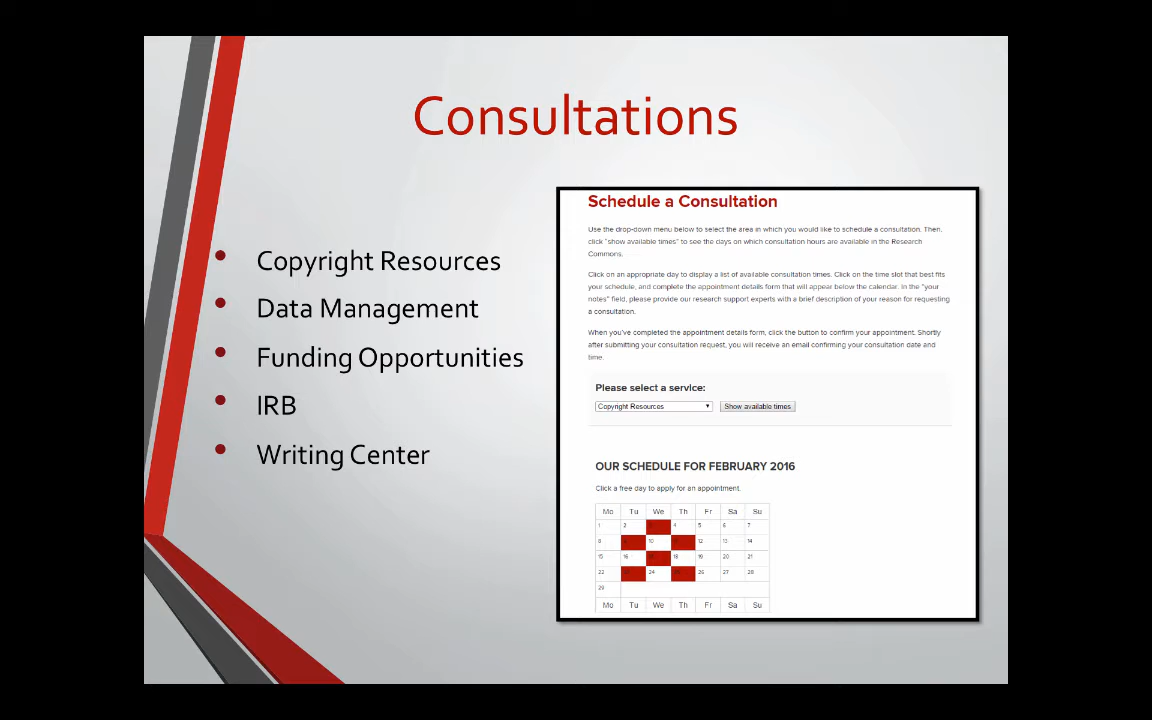 Consultations
Copyright Resources
Data Management
Funding Opportunities
IRB
Writing Center
Schedule a Consultation
Use the drop-down menu below to select the area in which you would like to schedule a consultation. Then,
click "show available times" to see the days on which consultation hours are available in the Research
Commons.
Click on an appropriate day to display a list of available consultation times. Click on the time slot that best fits
your schedule, and complete the appointment details form that will appear below the calendar. In the "your
notes" field, please provide our research support experts with a brief description of your reason for requesting
a consultation.
When you've completed the appointment details form, click the button to confirm your appointment. Shortly
after submitting your consultation request, you will receive an email confirming your consultation date and
time.
Please select a service:
Copyright Resources Show available times
OUR SCHEDULE FOR FEBRUARY 2016
Click a free day to apply for an appointment.
Mo Tu We Th Fr Sa Su
1 2 3 4 5 6 7
8 10 12 13 14
15 16 18 19 20 21
22 24 26 27 28
29
Mo Tu We Th Fr Sa Su